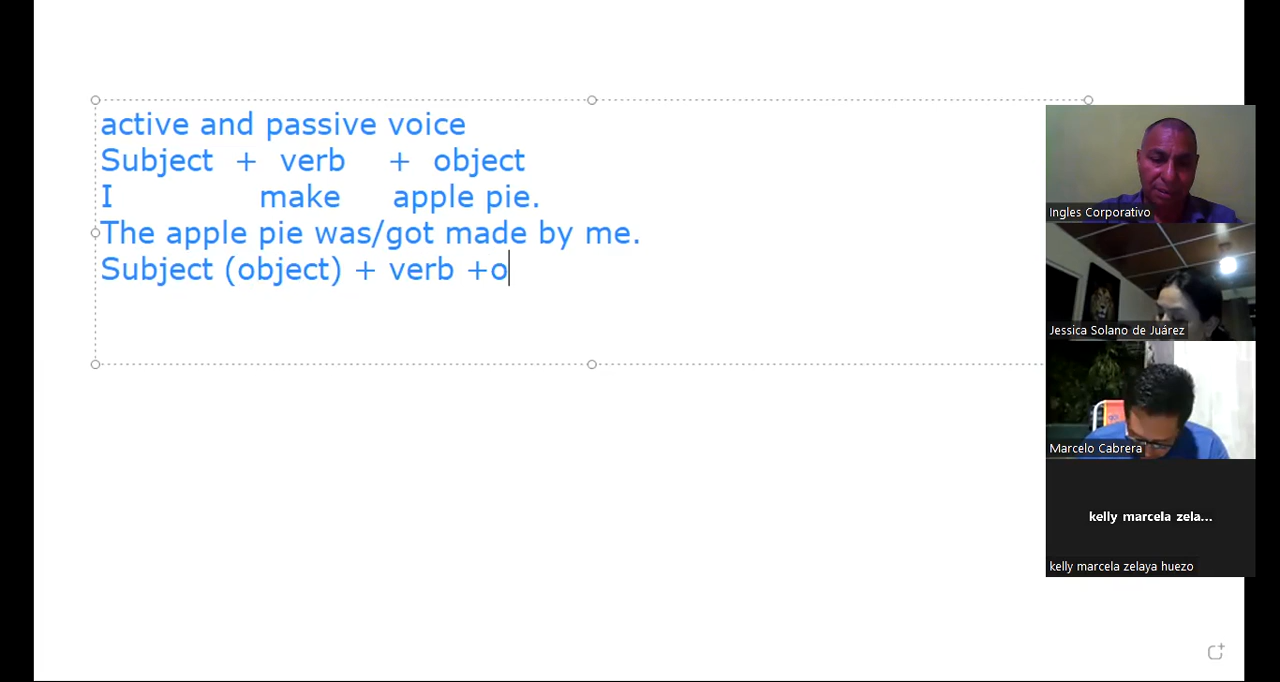 active and passive voice
Subject + verb + object
I make apple pie.
The apple pie was/got made by me.
Subject (object) + verb +o
Ingles Corporativo
Jessica Solano de Juárez
Marcelo Cabrera
kelly marcela zela...
kelly marcela zelaya huezo